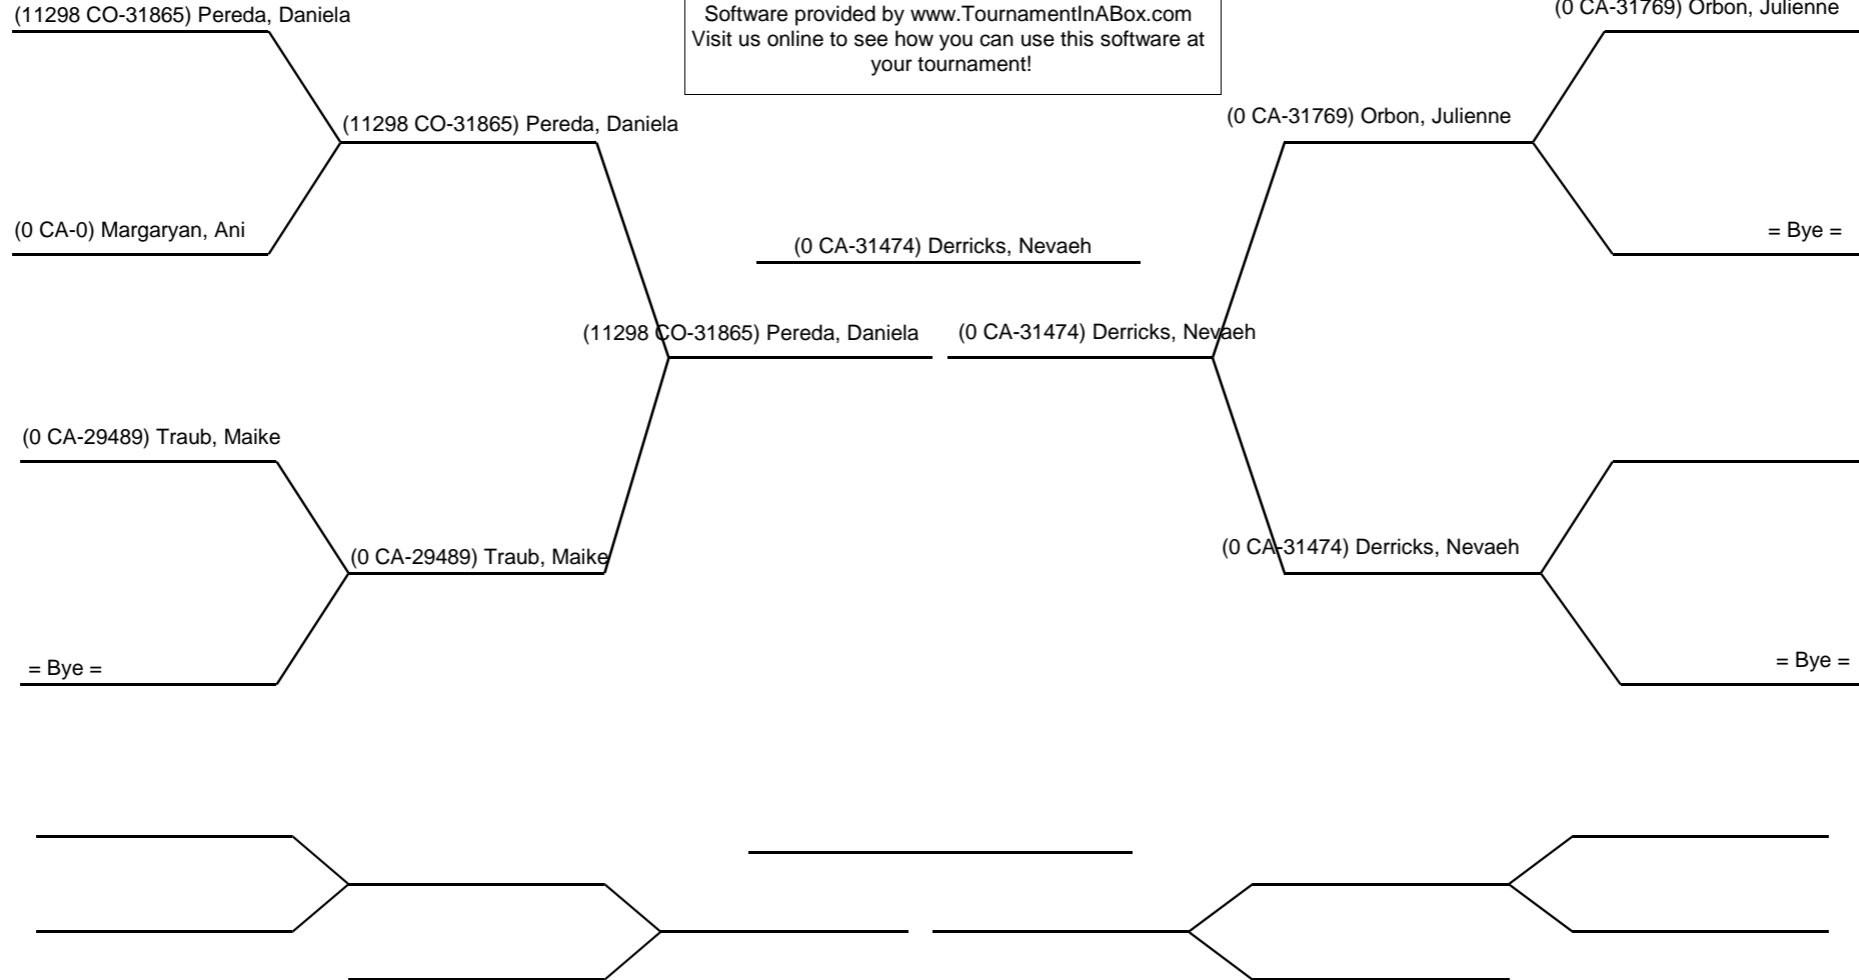 (11298 CO-31865) Pereda, Daniela
Software provided by www.TournamentInABox.com
Visit us online to see how you can use this software at
your tournament!
(0 CA-31769) Orbon, Julienne
(11298 CO-31865) Pereda, Daniela
(0 CA-31769) Orbon, Julienne
(0 CA-0) Margaryan, Ani
= Bye =
(0 CA-31474) Derricks, Nevaeh
(11298 CO-31865) Pereda, Daniela
(0 CA-31474) Derricks, Nevaeh
(0 CA-29489) Traub, Maike
(0 CA-29489) Traub, Maike
(0 CA-31474) Derricks, Nevaeh
= Bye =
= Bye =